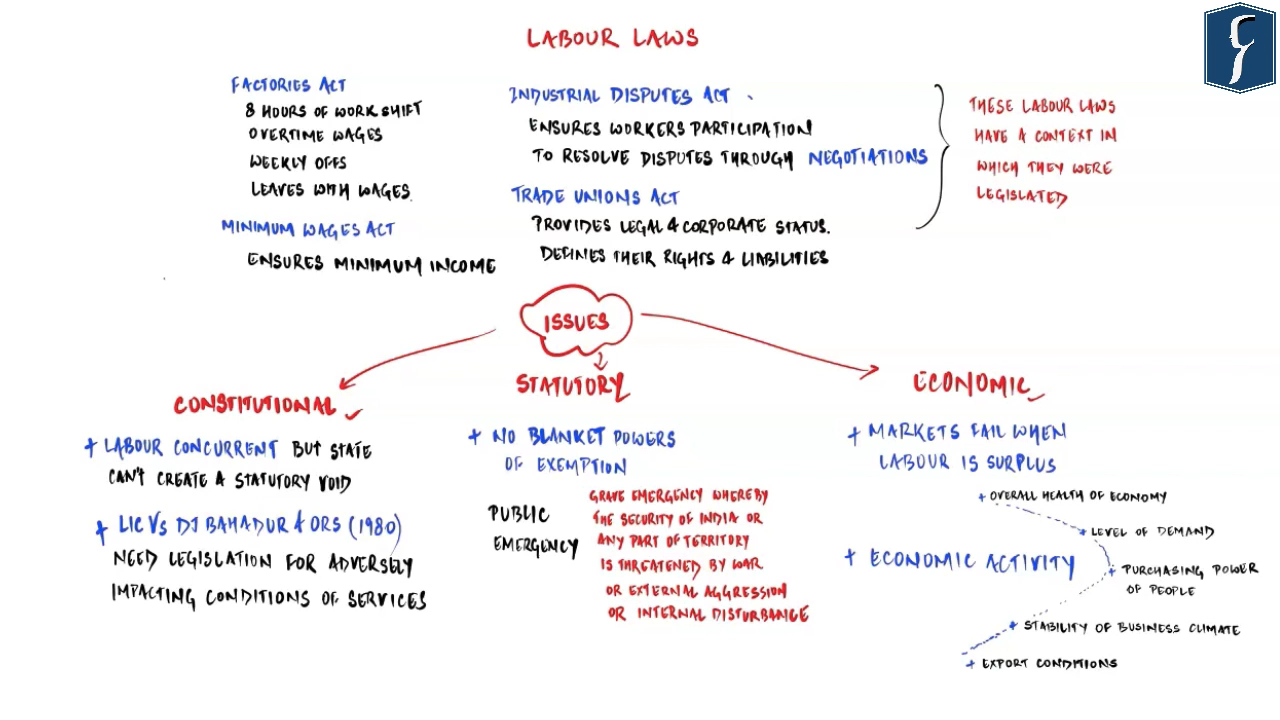 LABOUR LAWS
FACTORIES ACT
8 HOURS OF WORK SHIFT
OVERTIME WAGES
WEEKLY OFFS
LEAVES WITH WAGES.
MINIMUM WAGES ACT
ENSURES MINIMUM INCOME
INDUSTRIAL DISPUTES ACT
ENSURES WORKERS PARTICIPATION
TO RESOLVE DISPUTES THROUGH NEGOTIATIONS
TRADE UNIONS ACT
PROVIDES LEGAL & CORPORATE STATUS.
DEFINES THEIR RIGHTS & LIABILITIES
THESE LABOUR LAWS
HAVE A CONTEXT IN
WHICH THEY WERE
LEGISLATED
ISSUES
CONSTITUTIONAL
+ LABOUR CONCURRENT BUT STATE
CAN'T CREATE A STATUTORY VOID
+ LIC Vs DJ BAHADUR & ORS (1980)
NEED LEGISLATION FOR ADVERSELY
IMPACTING CONDITIONS OF SERVICES
STATUTORY
+ NO BLANKET POWERS
OF EXEMPTION
PUBLIC
EMERGENCY
GRAVE EMERGENCY WHEREBY
THE SECURITY OF INDIA OR
ANY PART OF TERRITORY
IS THREATENED BY WAR
OR EXTERNAL AGGRESSION
OR INTERNAL DISTURBANCE
ECONOMIC
+ MARKETS FAIL WHEN
LABOUR IS SURPLUS
+ ECONOMIC ACTIVITY
+ OVERALL HEALTH OF ECONOMY
+ LEVEL OF DEMAND
+ PURCHASING POWER
OF PEOPLE
+ STABILITY OF BUSINESS CLIMATE
+ EXPORT CONDITIONS